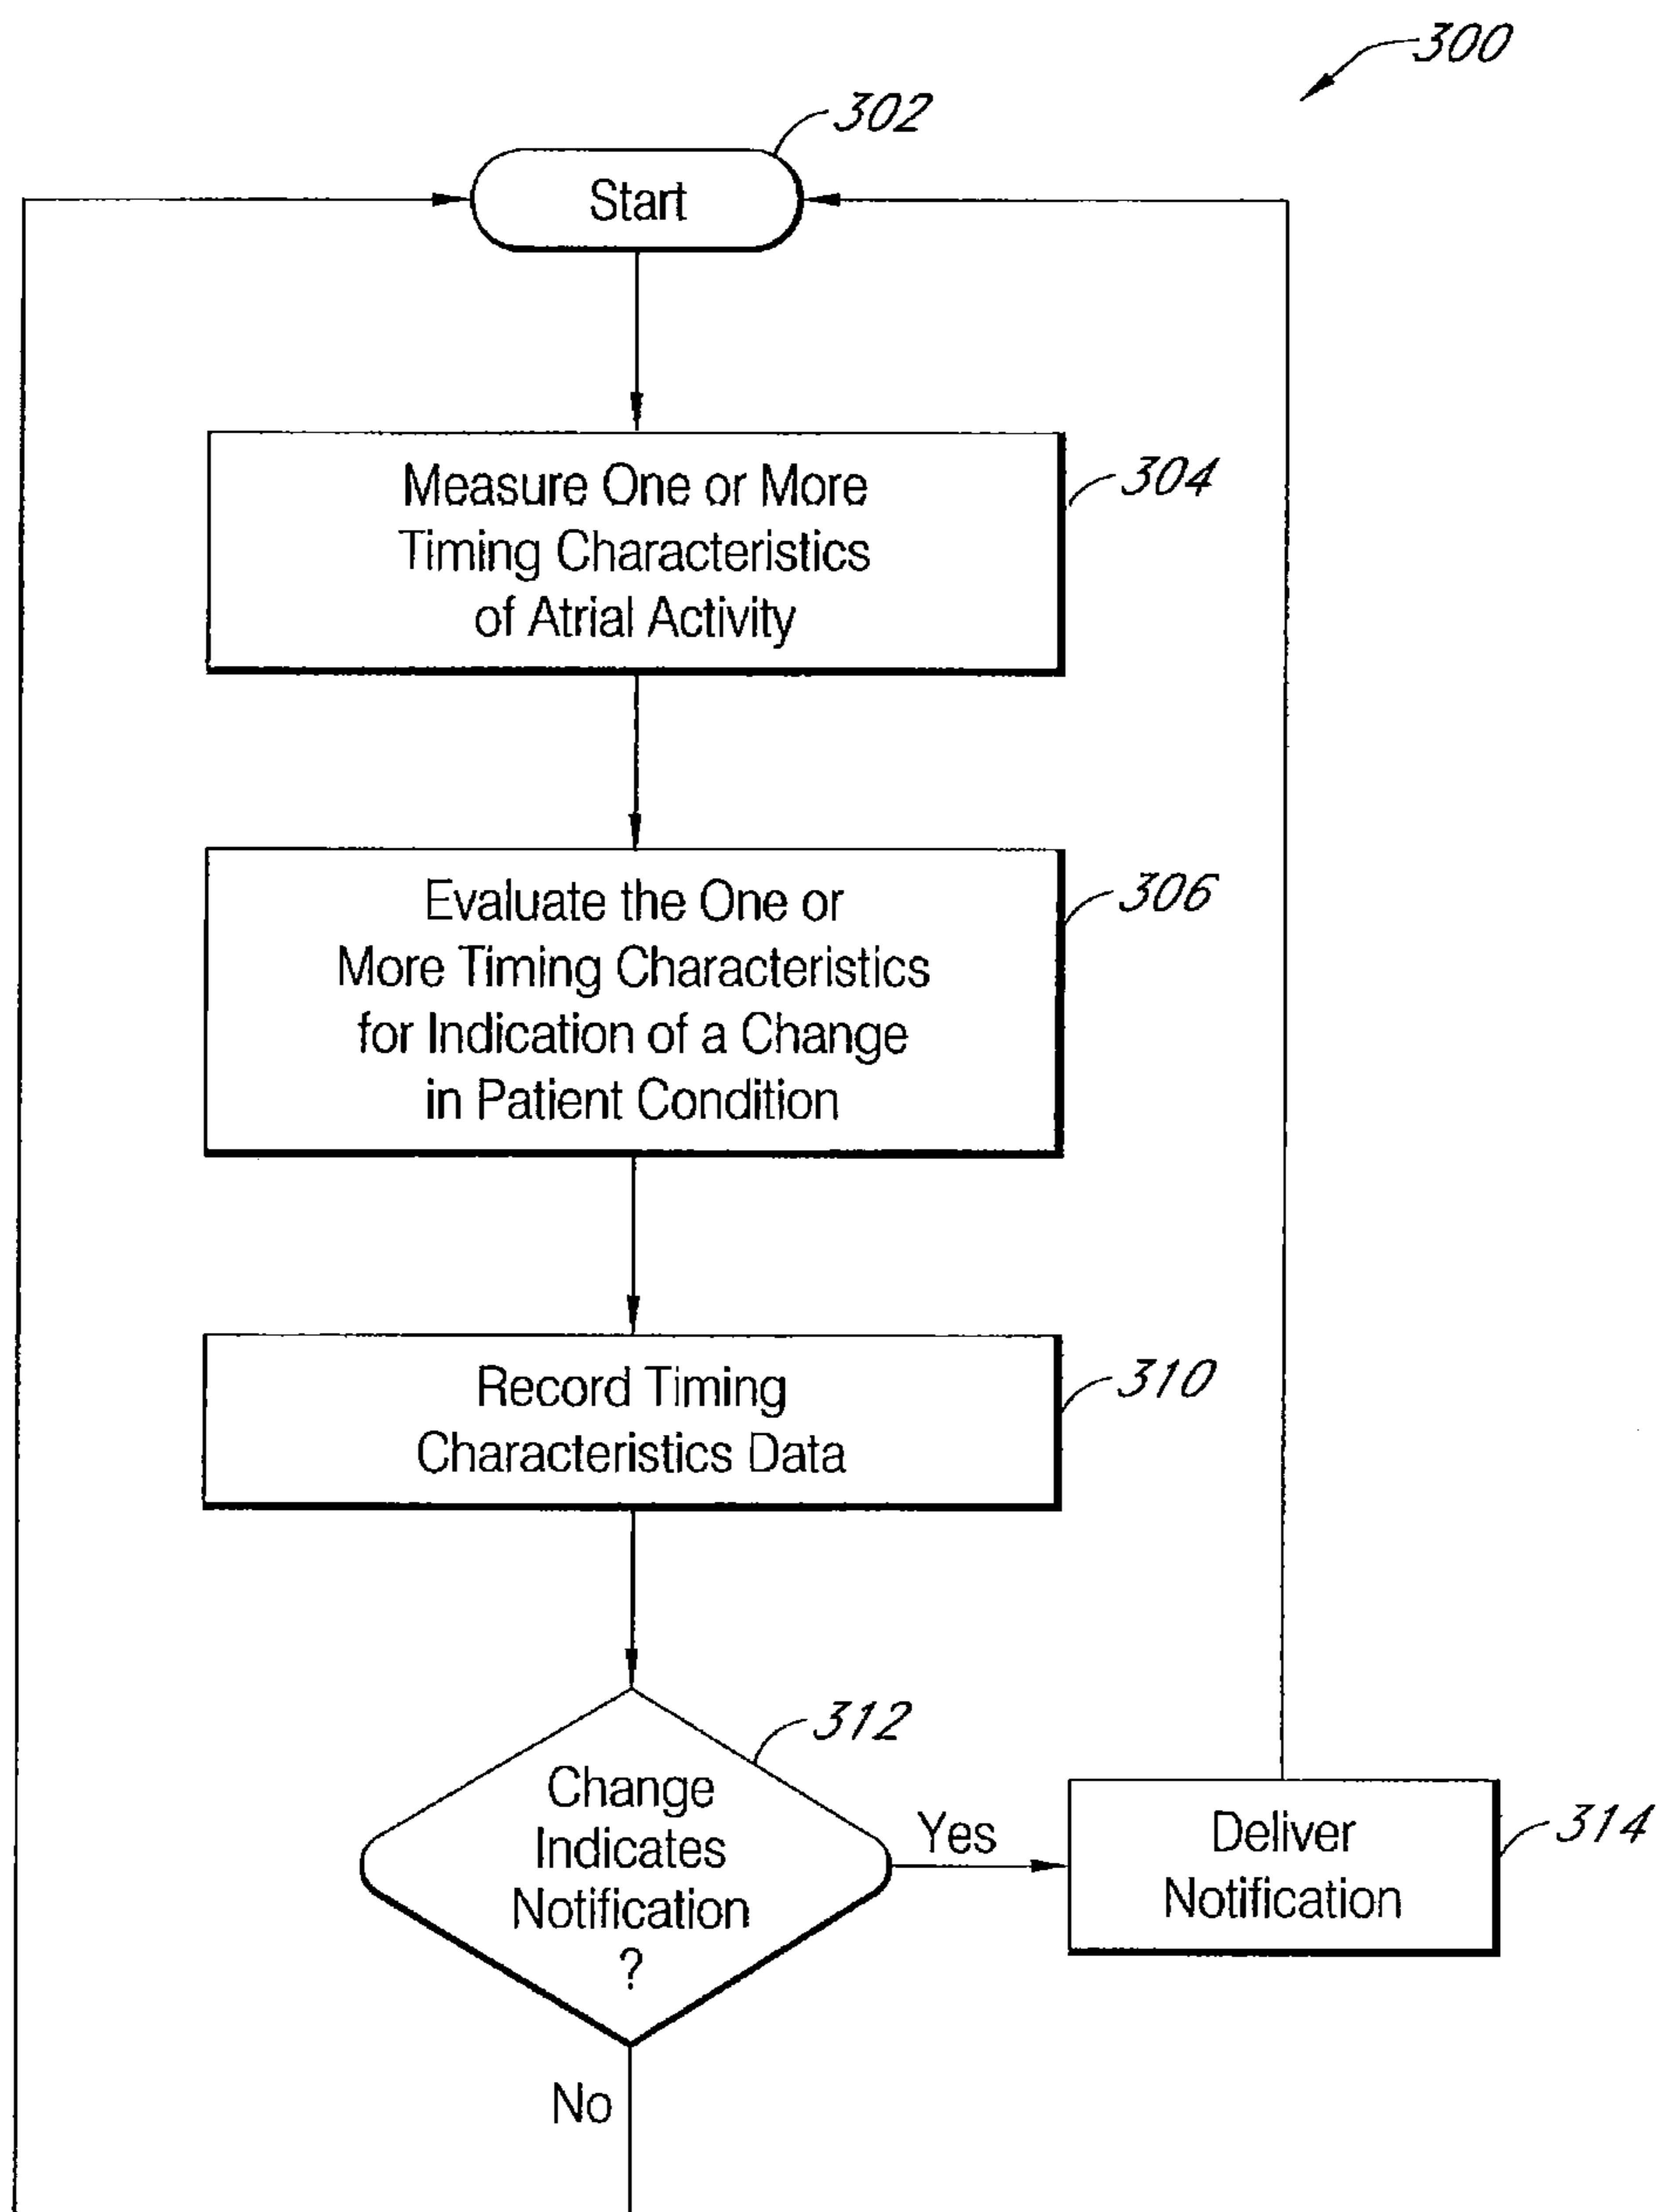 300
302
Start
Measure One or More
Timing Characteristics
of Atrial Activity
304
Evaluate the One or
More Timing Characteristics
for Indication of a Change
in Patient Condition
306
Record Timing
Characteristics Data
310
312
Change
Indicates
Notification
?
Yes
Deliver
Notification
314
No